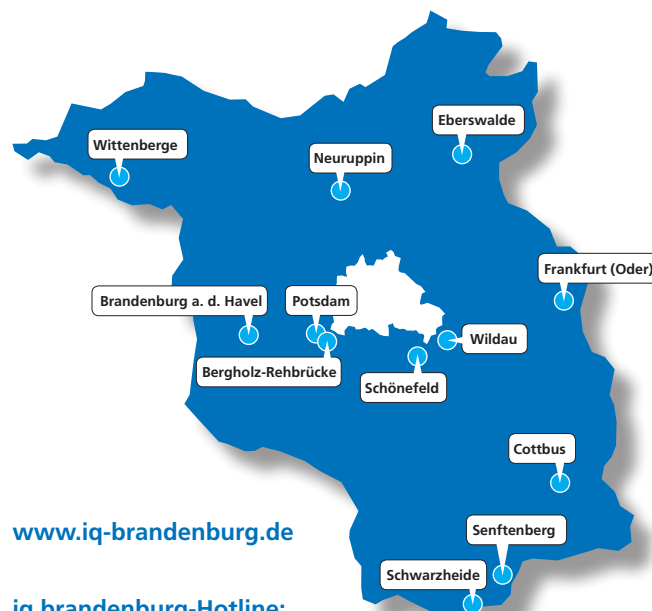 Eberswalde
Wittenberge
Neuruppin
Frankfurt (Oder)
Brandenburg a. d. Havel
Potsdam
Wildau
Bergholz-Rehbrücke
Schönefeld
Cottbus
www.iq-brandenburg.de
Senftenberg
Schwarzheide
iq brandenburg-Hotline: